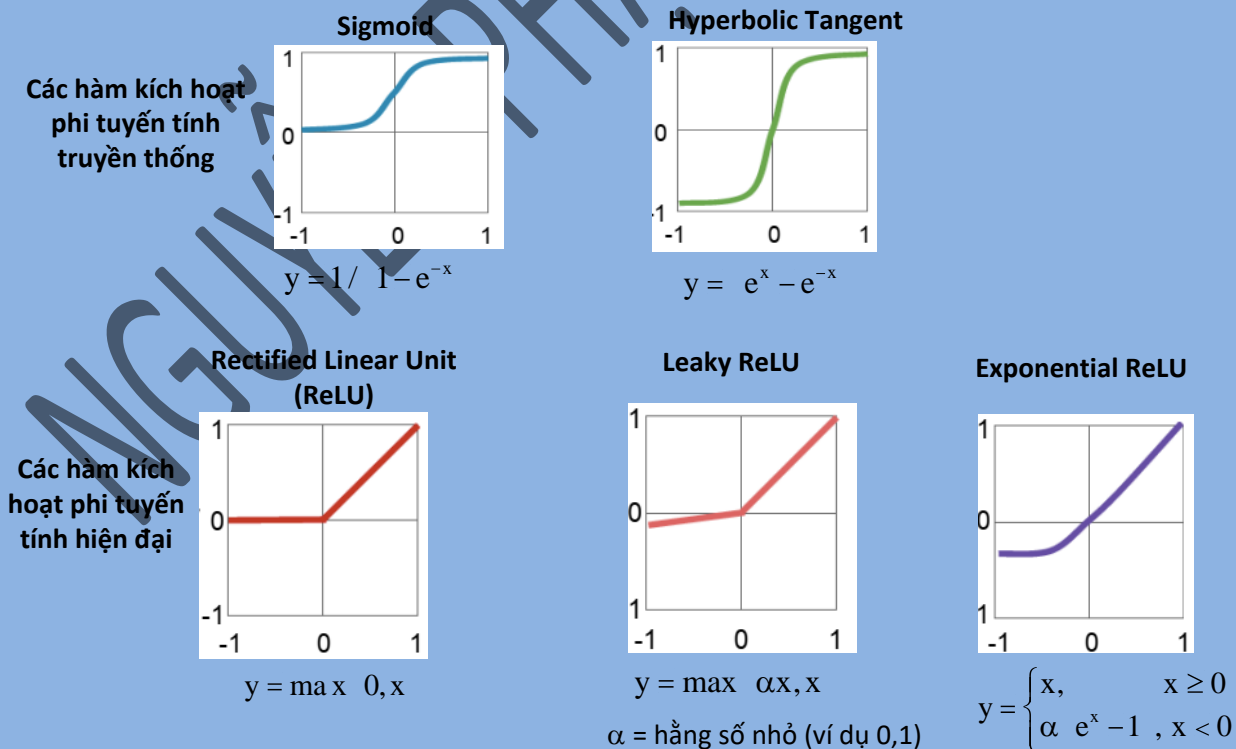 Sigmoid
Hyperbolic Tangent
Các hàm kích hoạt
phi tuyến tính
truyền thống
1
0
-1
-1 0 1
1
0
-1
-1 0 1
y = 1 / 1 − e⁻ˣ
y = eˣ − e⁻ˣ
Rectified Linear Unit
(ReLU)
Leaky ReLU
Exponential ReLU
Các hàm kích
hoạt phi tuyến
tính hiện đại
1
0
-1
-1 0 1
1
0
1
-1 0 1
1
0
1
-1 0 1
y = ma x 0, x
y = max αx, x
α = hằng số nhỏ (ví dụ 0,1)
y = { x, x ≥ 0
α eˣ − 1 , x < 0